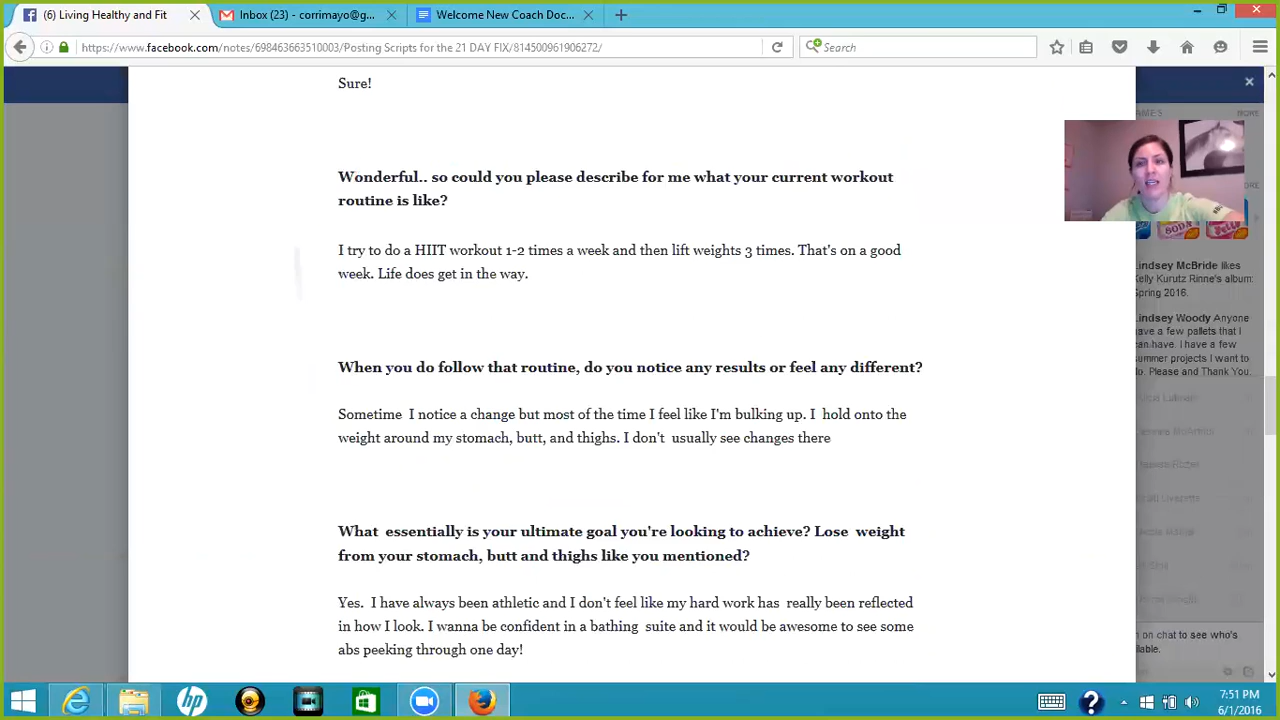 (6) Living Healthy and Fit
Inbox (23) - corrimayo@g...
Welcome New Coach Doc...
https://www.facebook.com/notes/698463663510003/Posting Scripts for the 21 DAY FIX/814500961906272/
Search
Sure!
Wonderful.. so could you please describe for me what your current workout
routine is like?
I try to do a HIIT workout 1-2 times a week and then lift weights 3 times. That's on a good
week. Life does get in the way.
When you do follow that routine, do you notice any results or feel any different?
Sometime I notice a change but most of the time I feel like I'm bulking up. I hold onto the
weight around my stomach, butt, and thighs. I don't usually see changes there
What essentially is your ultimate goal you're looking to achieve? Lose weight
from your stomach, butt and thighs like you mentioned?
Yes. I have always been athletic and I don't feel like my hard work has really been reflected
in how I look. I wanna be confident in a bathing suite and it would be awesome to see some
abs peeking through one day!
AMES
MORE
ORE
SODA
Lindsey McBride likes
Kelly Kurutz Rinne's album:
Spring 2016.
Lindsey Woody Anyone
have a few pallets that I
can have. I have a few
summer projects I want to
do. Please and Thank You.
on chat to see who's
ilable.
hp
7:51 PM
6/1/2016